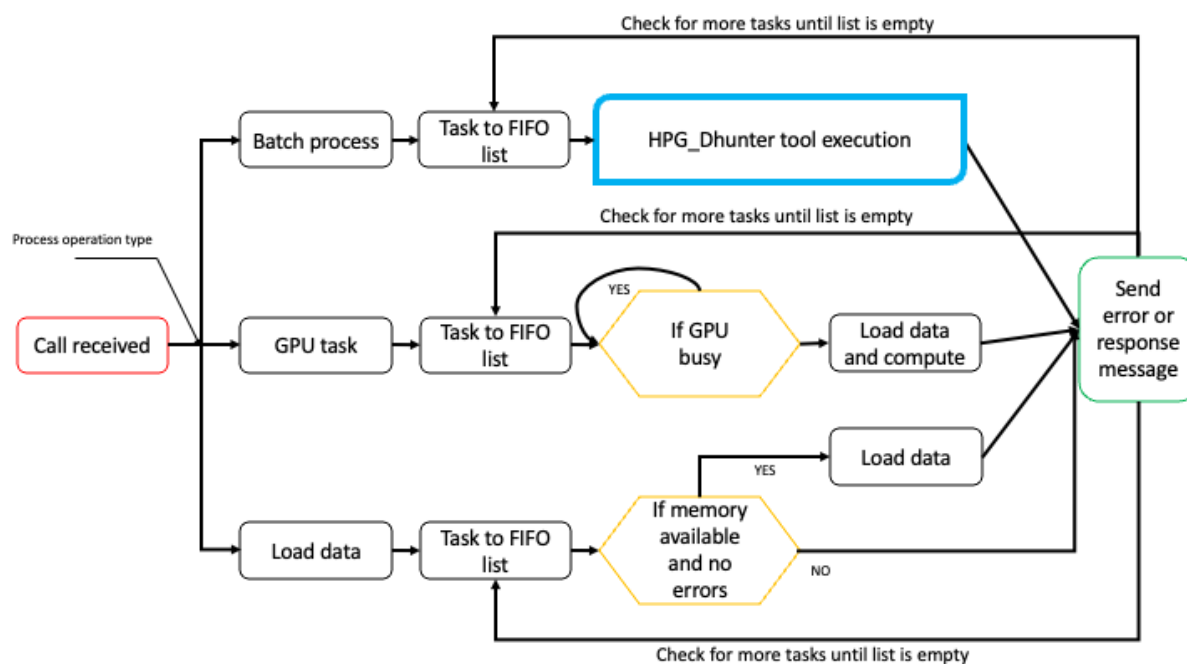 Check for more tasks until list is empty
Batch process
Task to FIFO
list
HPG_Dhunter tool execution
Check for more tasks until list is empty
Process operation type
Call received
GPU task
Task to FIFO
list
YES
If GPU
busy
Load data
and compute
Send
error or
response
message
Load data
Task to FIFO
list
If memory
available
and no
errors
YES
Load data
NO
Check for more tasks until list is empty